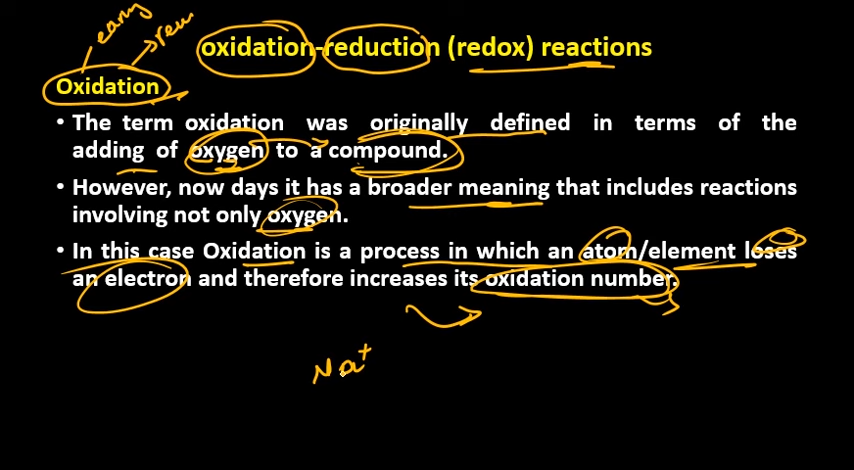 early
oxidation-reduction (redox) reactions
Oxidation
• The term oxidation was originally defined in terms of the
adding of oxygen to a compound.
• However, now days it has a broader meaning that includes reactions
involving not only oxygen.
• In this case Oxidation is a process in which an atom/element loses
an electron and therefore increases its oxidation number.
Na+